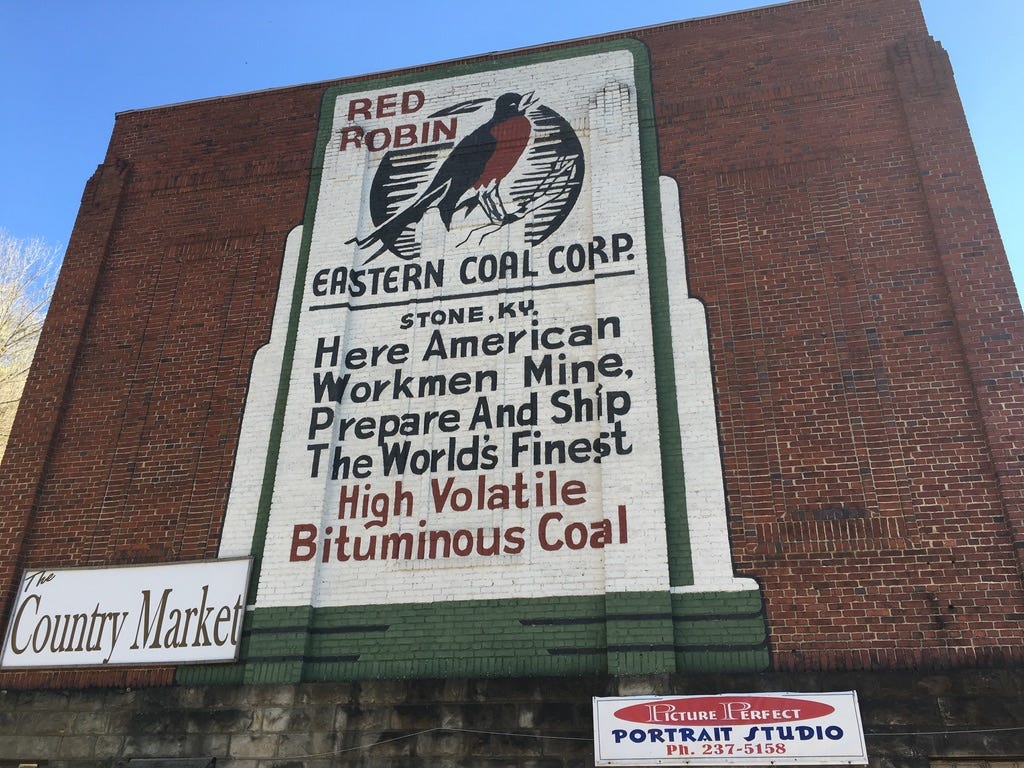 RED
ROBIN
EASTERN COAL CORP.
STONE, KY.
Here American
Workmen Mine,
Prepare And Ship
The World's Finest
High Volatile
Bituminous Coal
The
Country Market
PICTURE PERFECT
PORTRAIT STUDIO
Ph. 237-5158